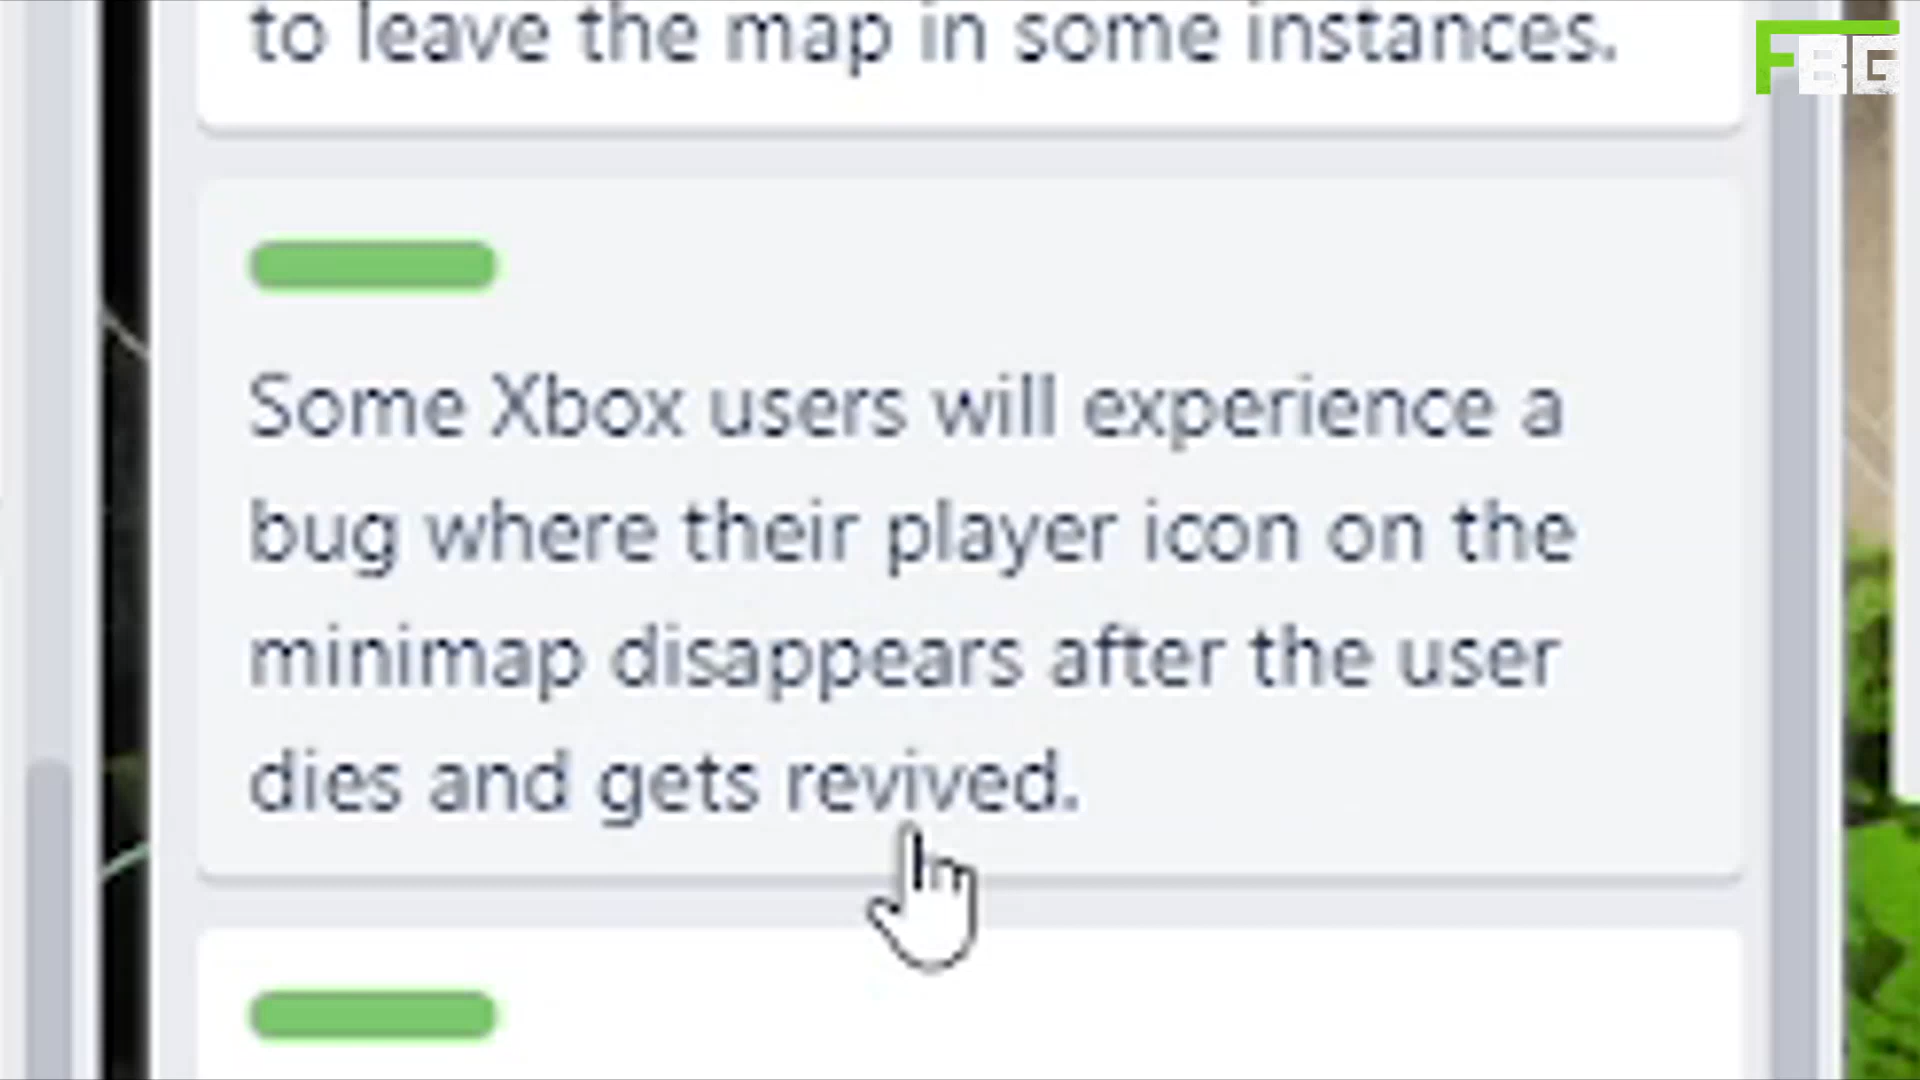 to leave the map in some instances.
FBG
Some Xbox users will experience a
bug where their player icon on the
minimap disappears after the user
dies and gets revived.